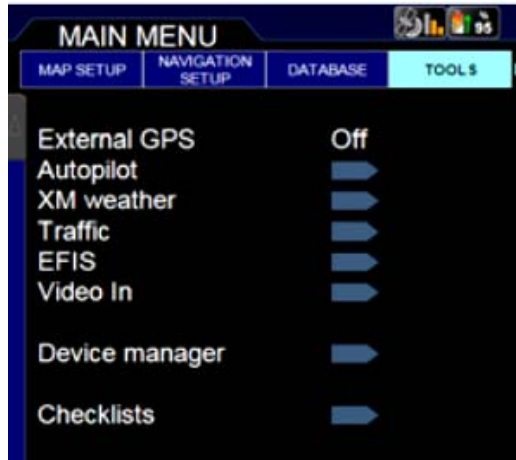 MAIN MENU
95
MAP SETUP
NAVIGATION SETUP
DATABASE
TOOLS
External GPS Off
Autopilot
XM weather
Traffic
EFIS
Video In
Device manager
Checklists